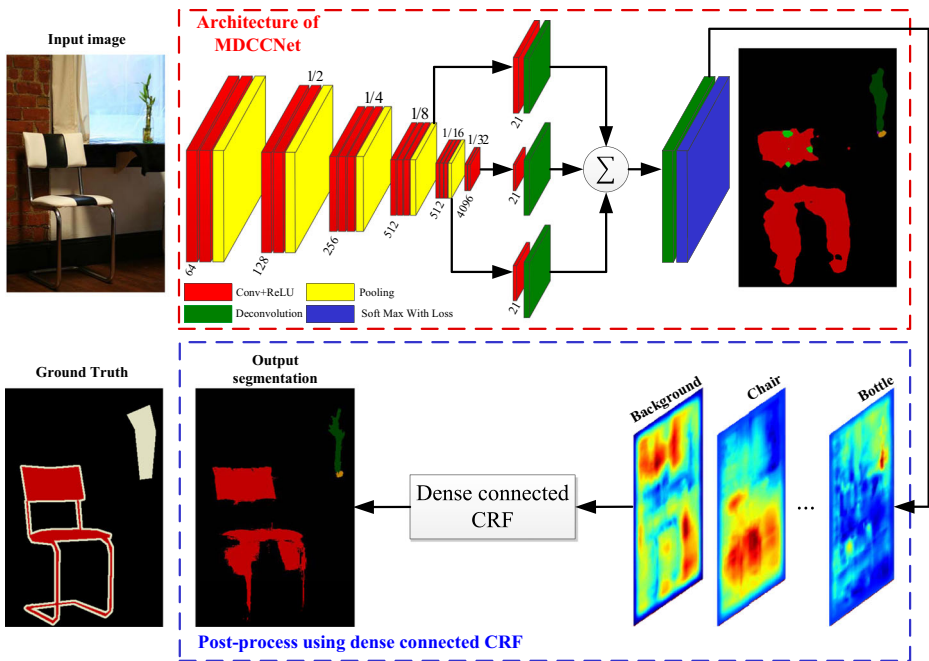 Input image
Architecture of
MDCCNet
1/2
1/4
1/8
1/16
1/32
64
128
256
512
512
4096
21
21
21
∑
Conv+ReLU
Pooling
Deconvolution
Soft Max With Loss
Ground Truth
Output
segmentation
Dense connected
CRF
Background
Chair
...
Bottle
Post-process using dense connected CRF